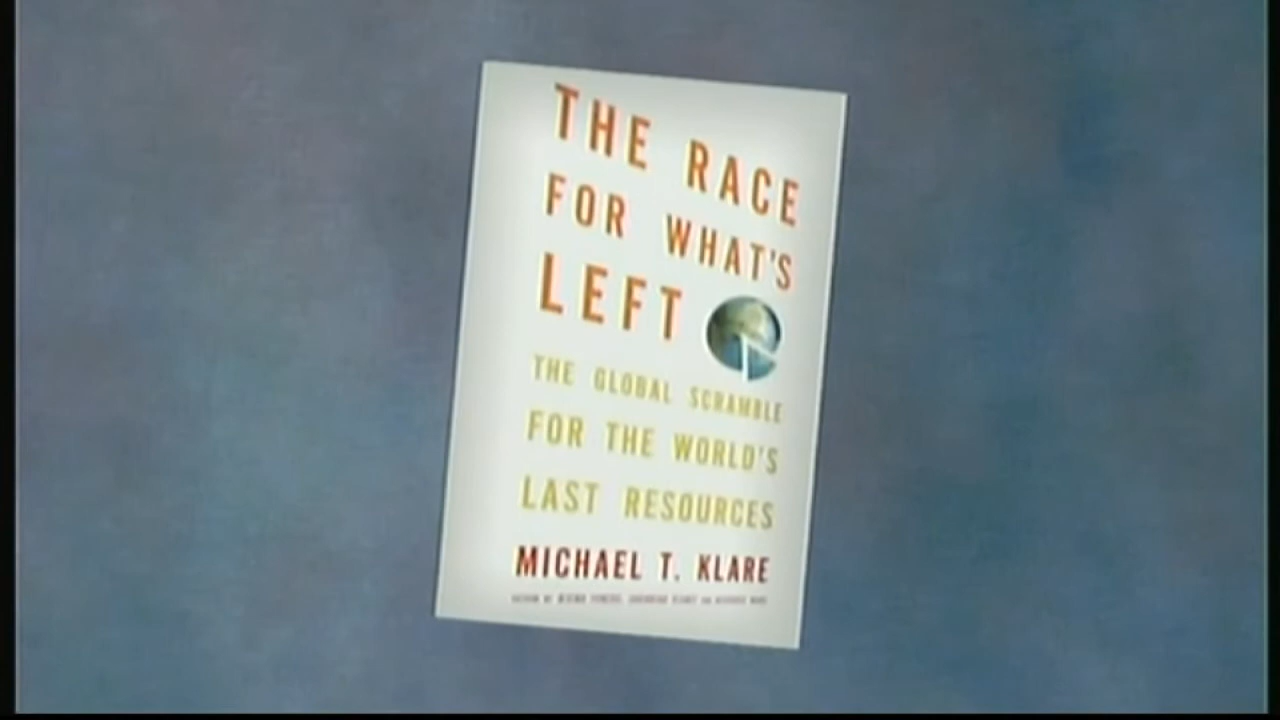 THE RACE
FOR WHAT'S
LEFT
THE GLOBAL SCRAMBLE
FOR THE WORLD'S
LAST RESOURCES
MICHAEL T. KLARE